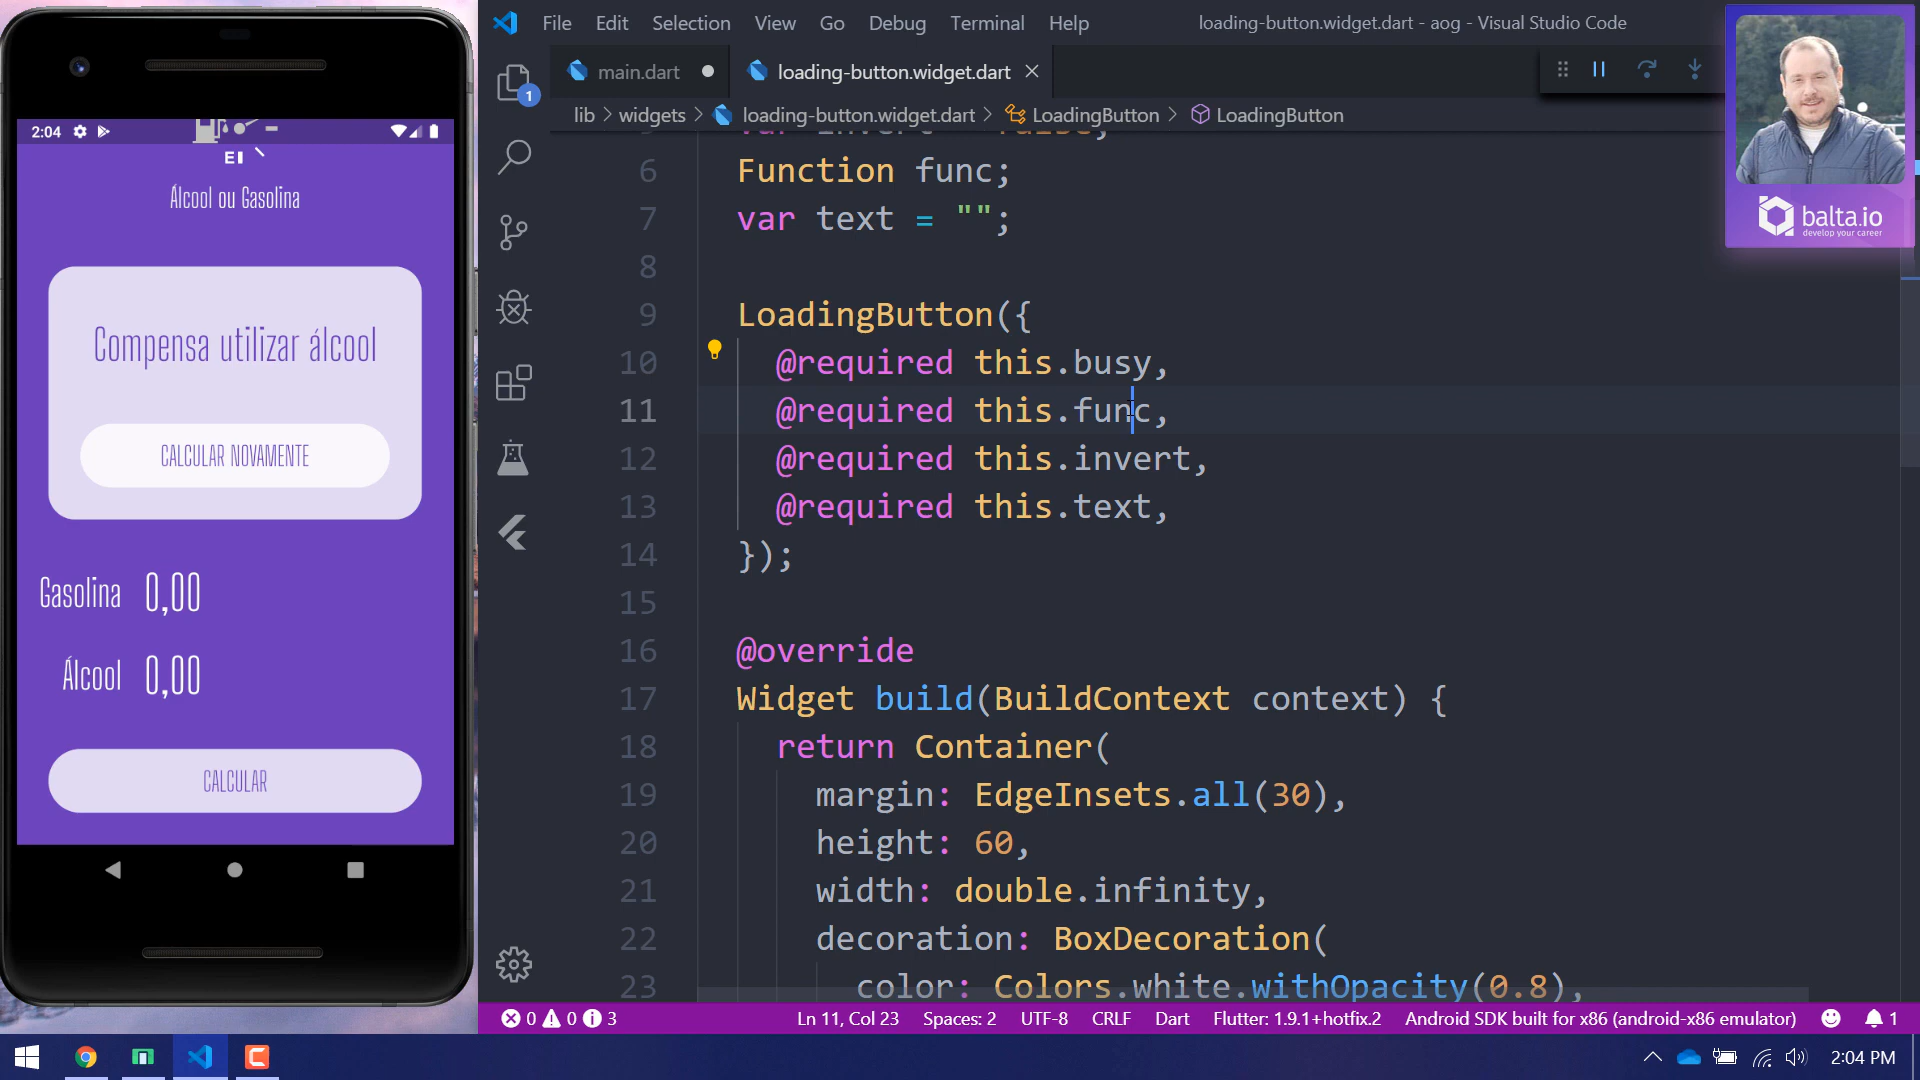 File Edit Selection View Go Debug Terminal Help
loading-button.widget.dart - aog - Visual Studio Code
main.dart
loading-button.widget.dart
lib > widgets > loading-button.widget.dart > LoadingButton > LoadingButton
1
var invert = false;
6 Function func;
7 var text = "";
8
9 LoadingButton({
10 @required this.busy,
11 @required this.func,
12 @required this.invert,
13 @required this.text,
14 });
15
16 @override
17 Widget build(BuildContext context) {
18 return Container(
19 margin: EdgeInsets.all(30),
20 height: 60,
21 width: double.infinity,
22 decoration: BoxDecoration(
23 color: Colors.white.withOpacity(0.8),
balta.io
develop your career
2:04
Álcool ou Gasolina
Compensa utilizar álcool
CALCULAR NOVAMENTE
Gasolina 0,00
Álcool 0,00
CALCULAR
0 0 3
Ln 11, Col 23 Spaces: 2 UTF-8 CRLF Dart Flutter: 1.9.1+hotfix.2 Android SDK built for x86 (android-x86 emulator) 1
2:04 PM